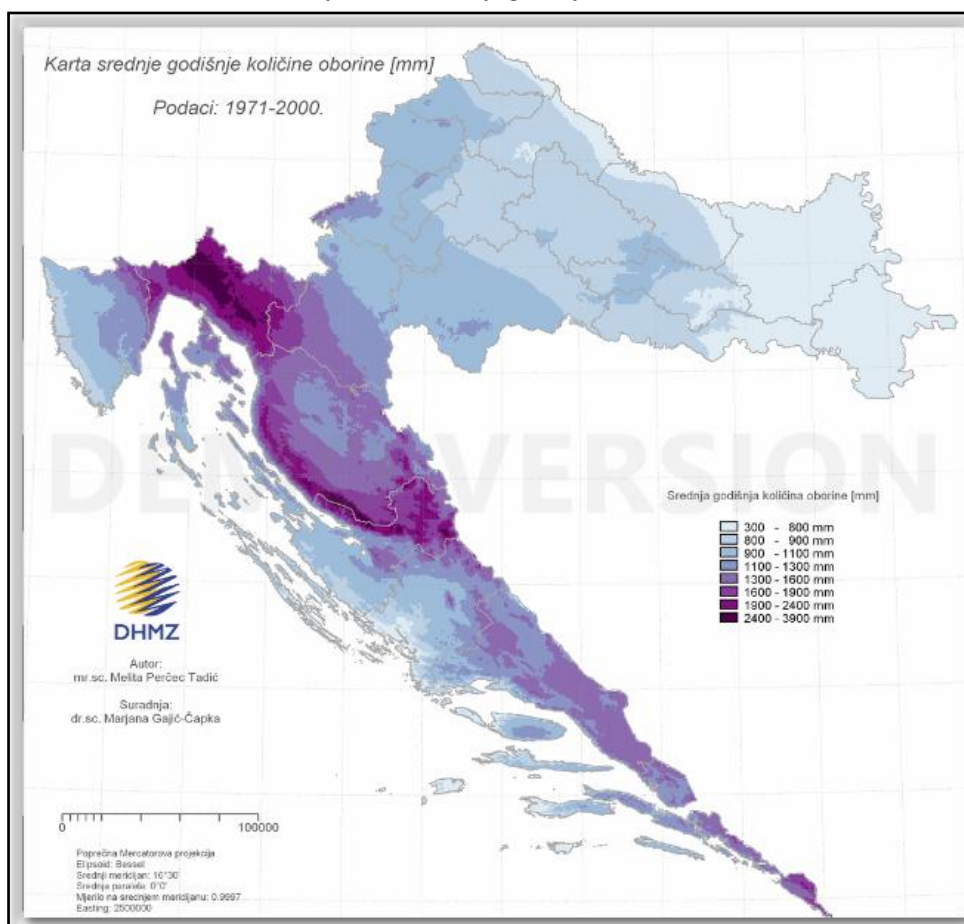 Karta srednje godišnje količine oborine [mm]
Podaci: 1971-2000.
DEMO VERSION
Srednja godišnja količina oborine [mm]
300 - 800 mm
800 - 900 mm
900 - 1100 mm
1100 - 1300 mm
1300 - 1600 mm
1600 - 1900 mm
1900 - 2400 mm
2400 - 3900 mm
DHMZ
Autor:
mr.sc. Melita Perčec Tadić
Suradnja:
dr.sc. Marjana Gajić-Čapka
0 100000
Poprečna Mercatorova projekcija
Elipsoid: Bessel
Srednji meridijan: 16°30'
Srednja paralela: 0°0'
Mjerilo na srednjem meridijanu: 0.9997
Easting: 2500000